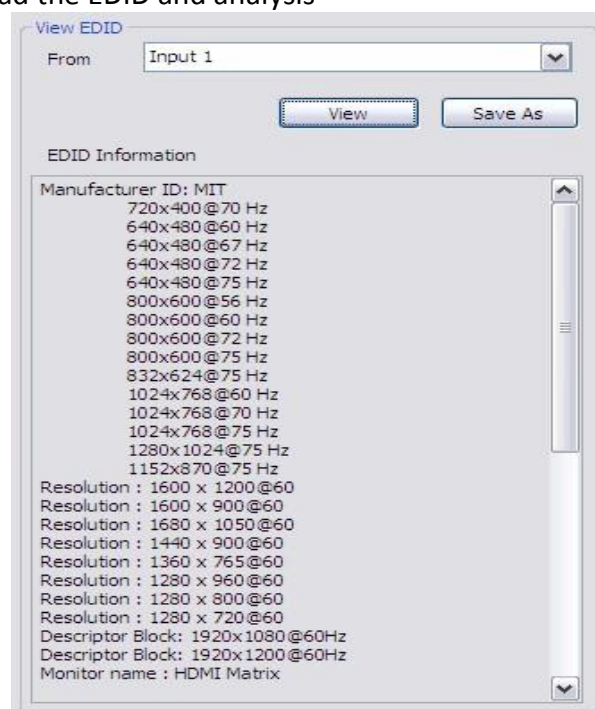 ad the EDID and analysis
View EDID
From Input 1
View Save As
EDID Information
Manufacturer ID: MIT
720x400@70 Hz
640x480@60 Hz
640x480@67 Hz
640x480@72 Hz
640x480@75 Hz
800x600@56 Hz
800x600@60 Hz
800x600@72 Hz
800x600@75 Hz
832x624@75 Hz
1024x768@60 Hz
1024x768@70 Hz
1024x768@75 Hz
1280x1024@75 Hz
1152x870@75 Hz
Resolution : 1600 x 1200@60
Resolution : 1600 x 900@60
Resolution : 1680 x 1050@60
Resolution : 1440 x 900@60
Resolution : 1360 x 765@60
Resolution : 1280 x 960@60
Resolution : 1280 x 800@60
Resolution : 1280 x 720@60
Descriptor Block: 1920x1080@60Hz
Descriptor Block: 1920x1200@60Hz
Monitor name : HDMI Matrix